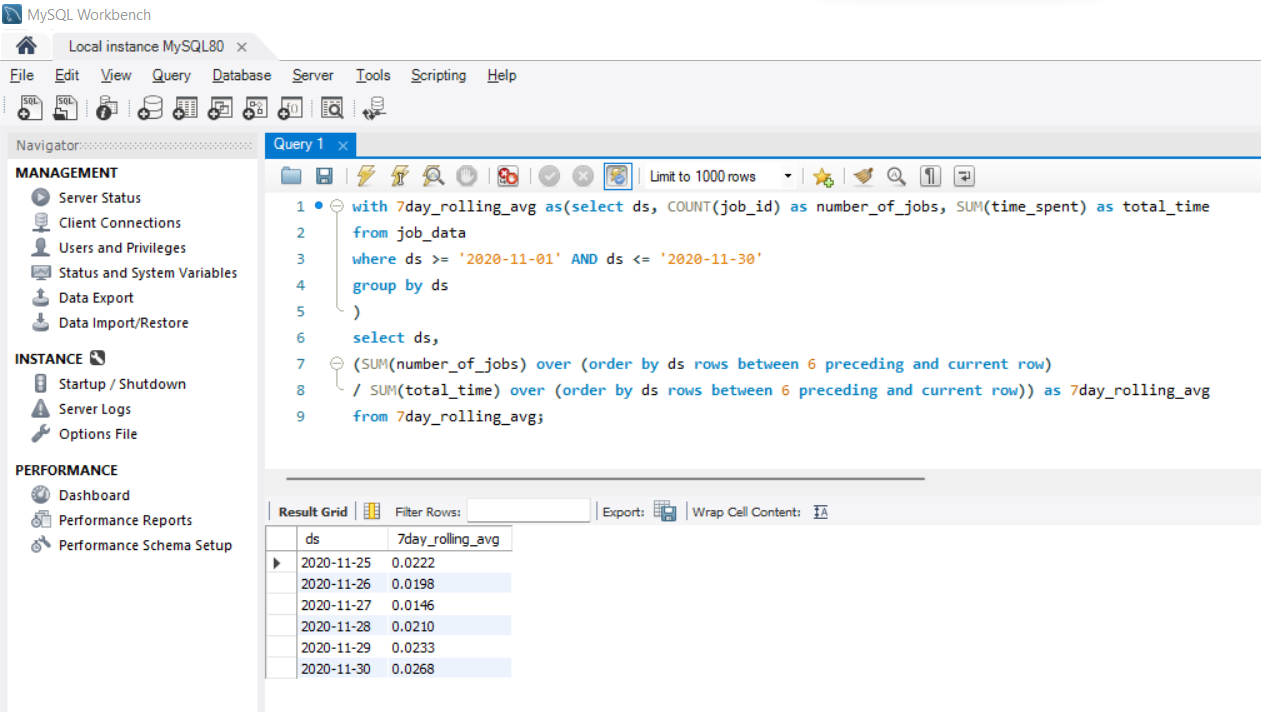 MySQL Workbench
Local instance MySQL80
File Edit View Query Database Server Tools Scripting Help
Navigator
MANAGEMENT
Server Status
Client Connections
Users and Privileges
Status and System Variables
Data Export
Data Import/Restore
INSTANCE
Startup / Shutdown
Server Logs
Options File
PERFORMANCE
Dashboard
Performance Reports
Performance Schema Setup
Query 1
Limit to 1000 rows
1 with 7day_rolling_avg as(select ds, COUNT(job_id) as number_of_jobs, SUM(time_spent) as total_time
2 from job_data
3 where ds >= '2020-11-01' AND ds <= '2020-11-30'
4 group by ds
5 )
6 select ds,
7 (SUM(number_of_jobs) over (order by ds rows between 6 preceding and current row)
8 / SUM(total_time) over (order by ds rows between 6 preceding and current row)) as 7day_rolling_avg
9 from 7day_rolling_avg;
Result Grid Filter Rows: Export: Wrap Cell Content: IA
ds 7day_rolling_avg
2020-11-25 0.0222
2020-11-26 0.0198
2020-11-27 0.0146
2020-11-28 0.0210
2020-11-29 0.0233
2020-11-30 0.0268